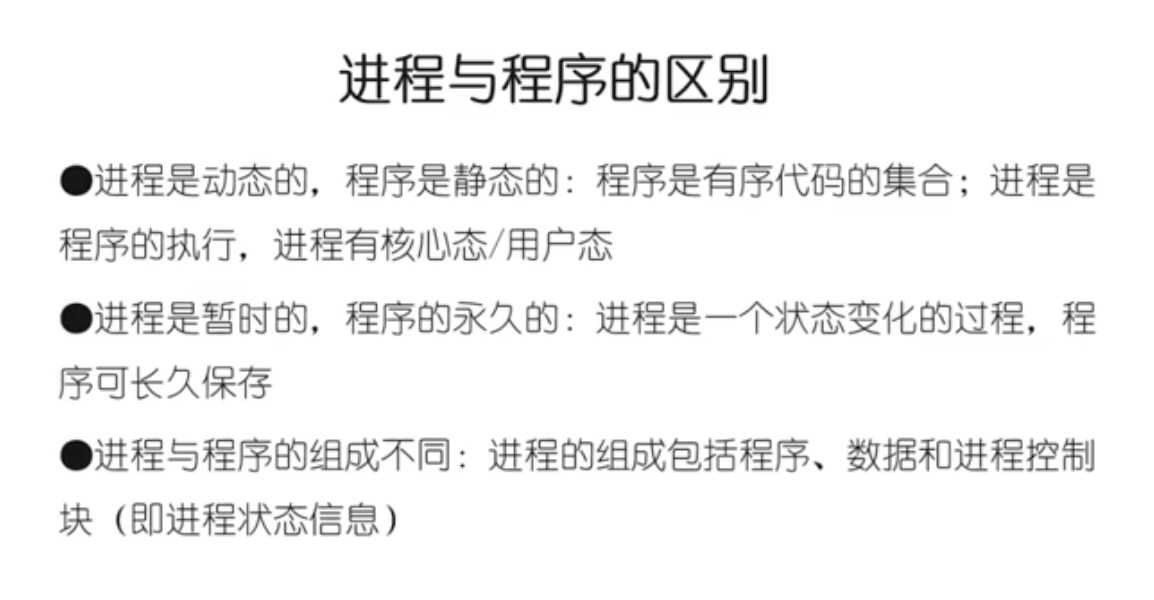 进程与程序的区别
●进程是动态的，程序是静态的：程序是有序代码的集合；进程是
程序的执行，进程有核心态/用户态
●进程是暂时的，程序的永久的：进程是一个状态变化的过程，程
序可长久保存
●进程与程序的组成不同：进程的组成包括程序、数据和进程控制
块（即进程状态信息）